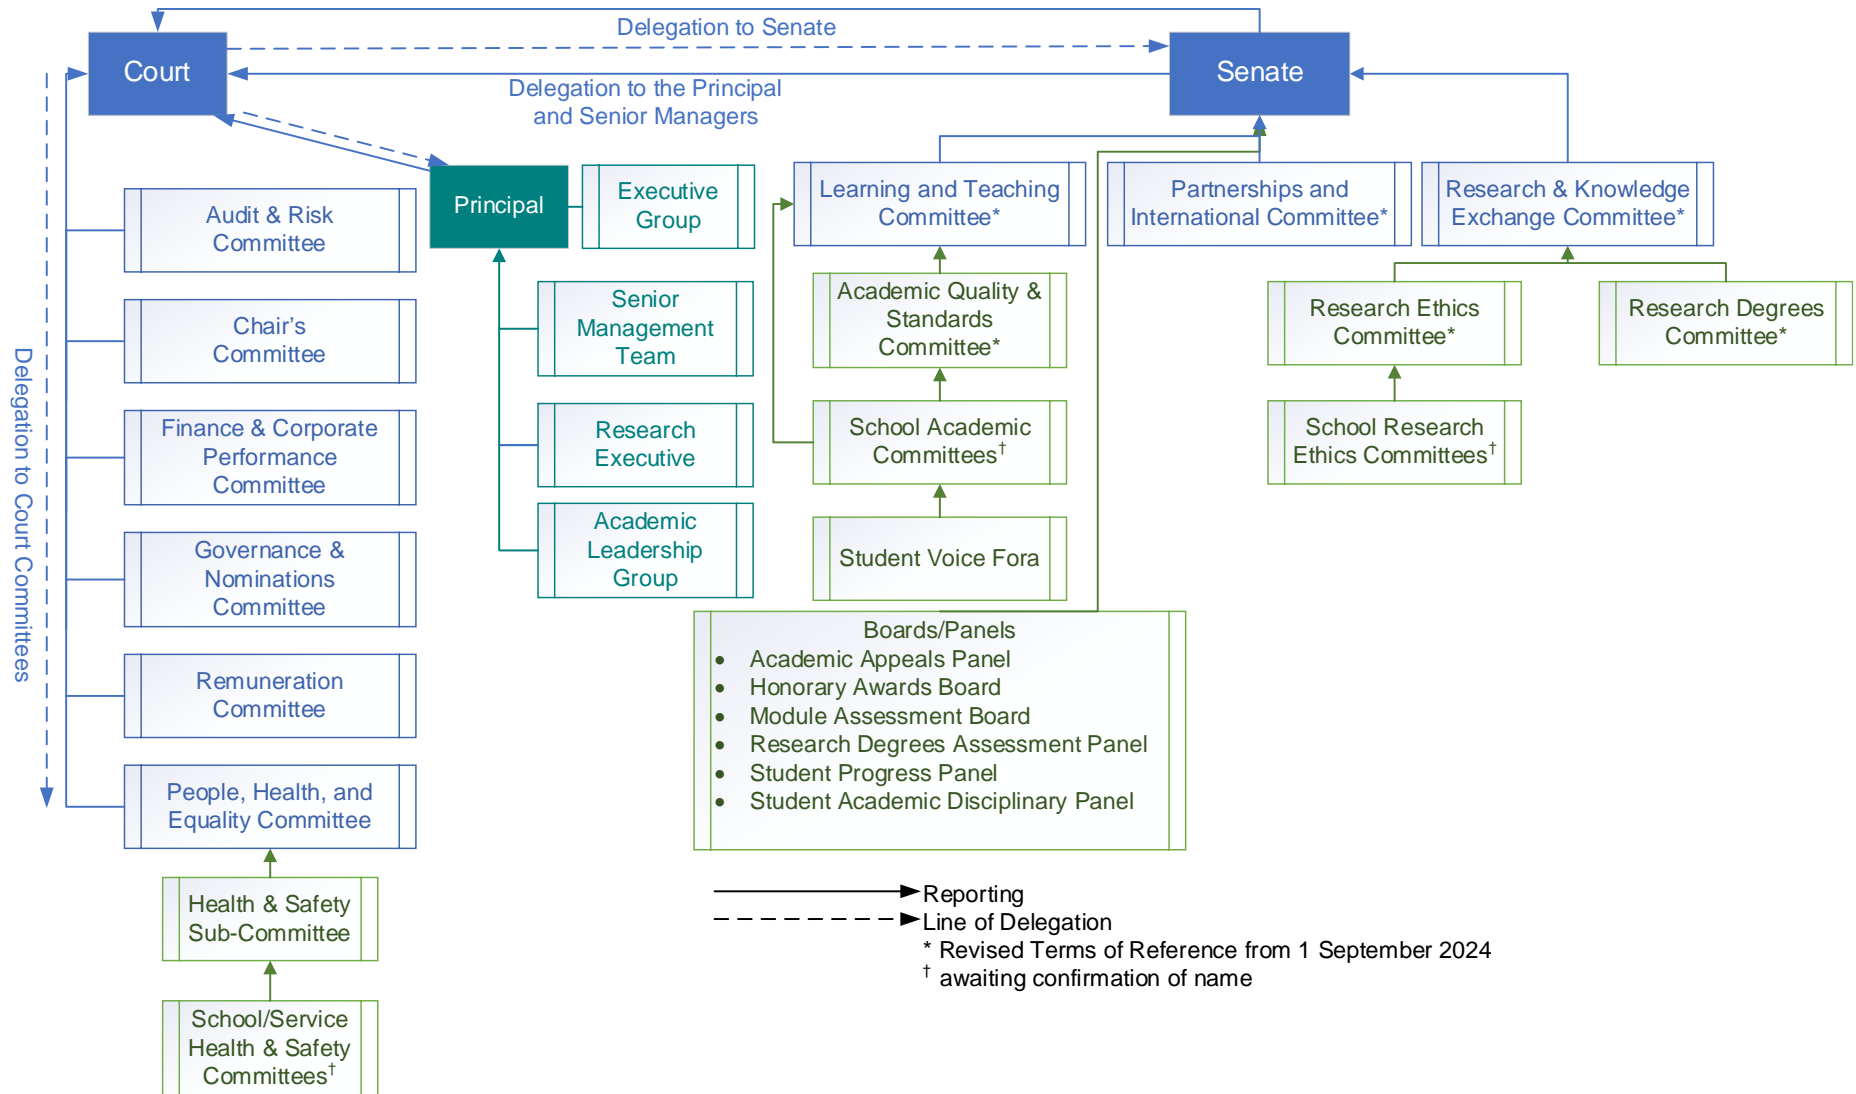 Delegation to Senate
Court
Senate
Delegation to the Principal
and Senior Managers
Principal
Executive
Group
Learning and Teaching
Committee*
Partnerships and
International Committee*
Research & Knowledge
Exchange Committee*
Audit & Risk
Committee
Chair’s
Committee
Finance & Corporate
Performance
Committee
Governance &
Nominations
Committee
Remuneration
Committee
People, Health, and
Equality Committee
Health & Safety
Sub-Committee
School/Service
Health & Safety
Committees†
Delegation to Court Committees
Senior
Management
Team
Research
Executive
Academic
Leadership
Group
Academic Quality &
Standards
Committee*
School Academic
Committees†
Student Voice Fora
Research Ethics
Committee*
Research Degrees
Committee*
School Research
Ethics Committees†
Boards/Panels
• Academic Appeals Panel
• Honorary Awards Board
• Module Assessment Board
• Research Degrees Assessment Panel
• Student Progress Panel
• Student Academic Disciplinary Panel
Reporting
Line of Delegation
* Revised Terms of Reference from 1 September 2024
† awaiting confirmation of name